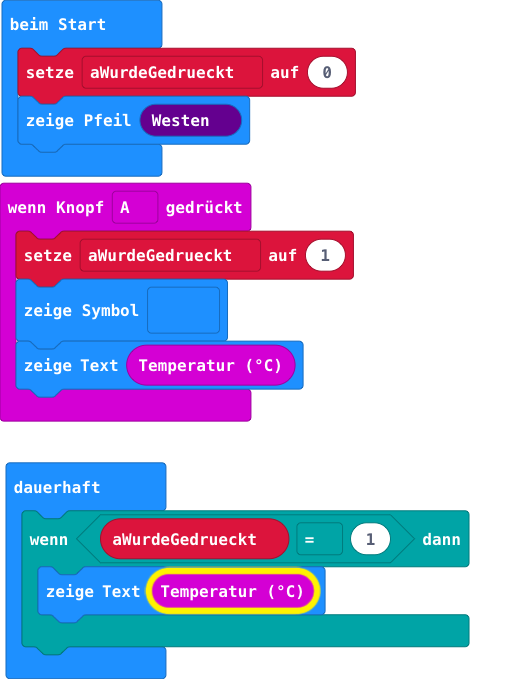 beim Start
setze aWurdeGedrueckt auf 0
zeige Pfeil Westen
wenn Knopf A gedrückt
setze aWurdeGedrueckt auf 1
zeige Symbol
zeige Text Temperatur (°C)
dauerhaft
wenn aWurdeGedrueckt = 1 dann
zeige Text Temperatur (°C)